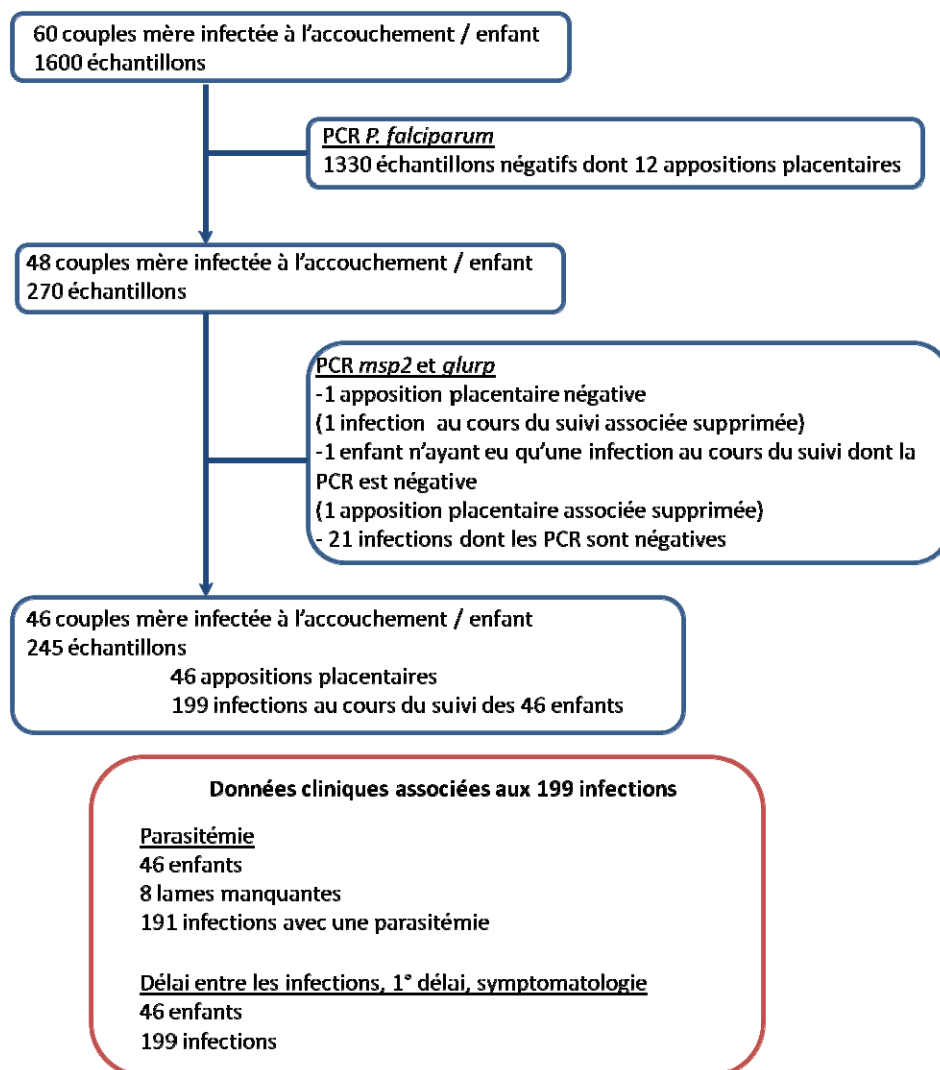 60 couples mère infectée à l'accouchement / enfant
1600 échantillons
PCR P. falciparum
1330 échantillons négatifs dont 12 appositions placentaires
48 couples mère infectée à l'accouchement / enfant
270 échantillons
PCR msp2 et glurp
-1 apposition placentaire négative
(1 infection au cours du suivi associée supprimée)
-1 enfant n'ayant eu qu'une infection au cours du suivi dont la
PCR est négative
(1 apposition placentaire associée supprimée)
- 21 infections dont les PCR sont négatives
46 couples mère infectée à l'accouchement / enfant
245 échantillons
46 appositions placentaires
199 infections au cours du suivi des 46 enfants
Données cliniques associées aux 199 infections
Parasitémie
46 enfants
8 lames manquantes
191 infections avec une parasitémie
Délai entre les infections, 1° délai, symptomatologie
46 enfants
199 infections